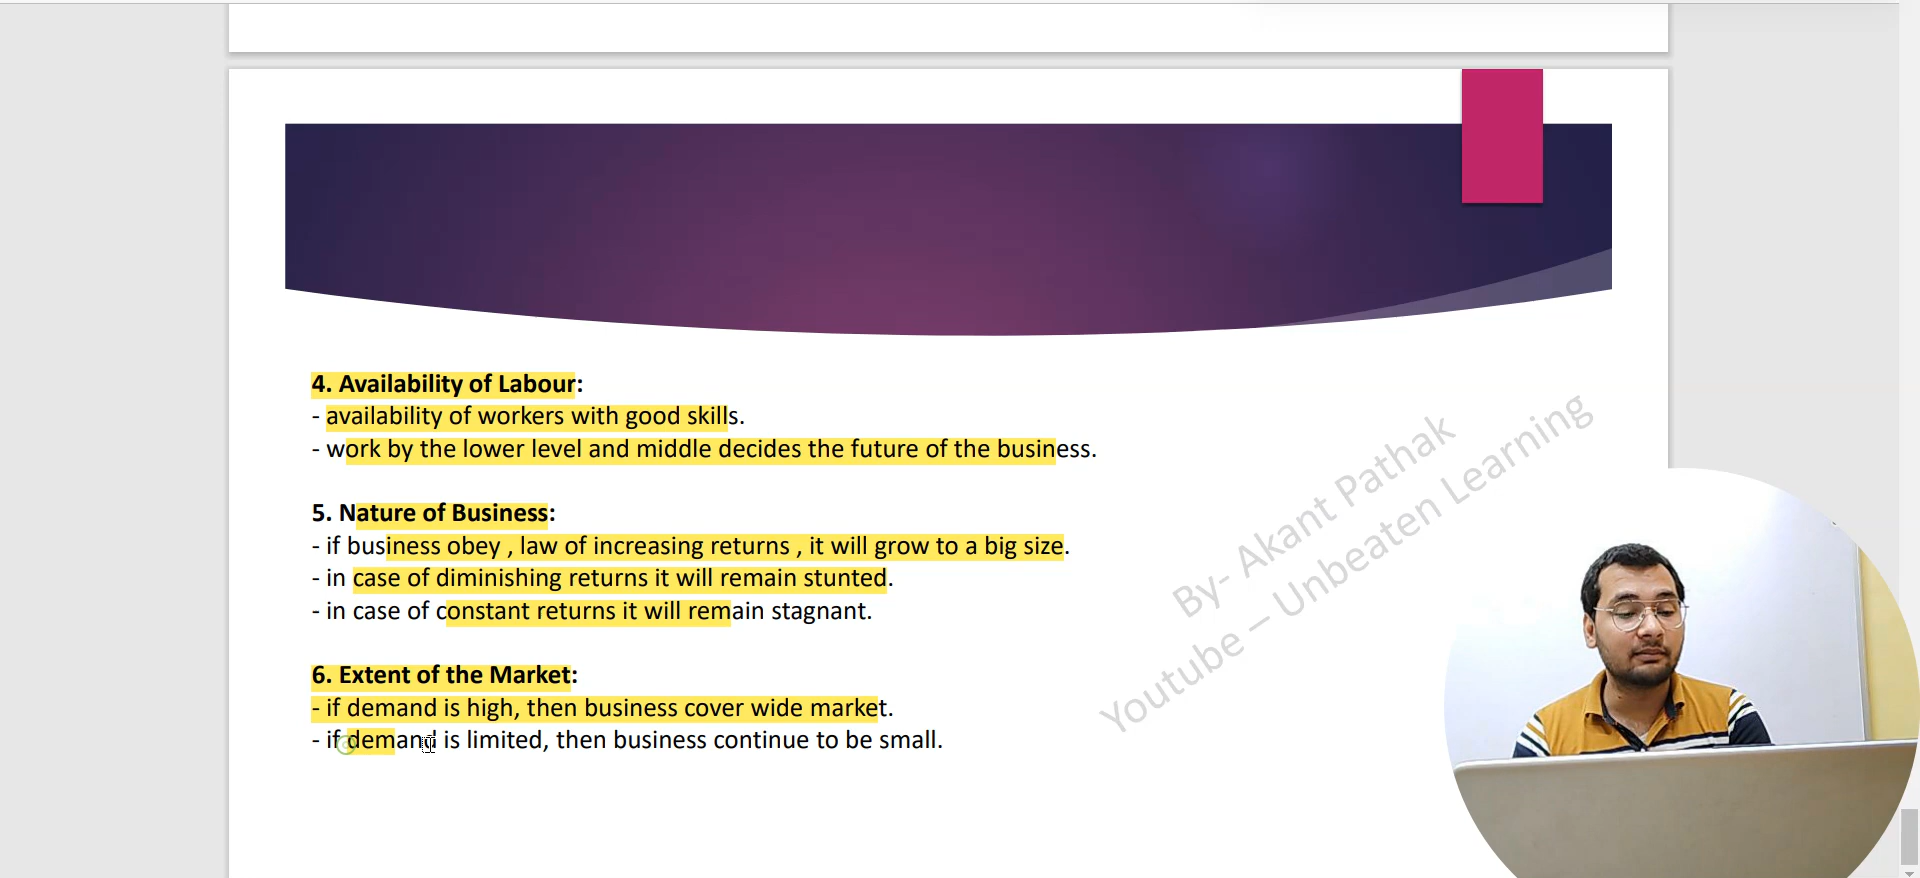 4. Availability of Labour:
- availability of workers with good skills.
- work by the lower level and middle decides the future of the business.
5. Nature of Business:
- if business obey , law of increasing returns , it will grow to a big size.
- in case of diminishing returns it will remain stunted.
- in case of constant returns it will remain stagnant.
6. Extent of the Market:
- if demand is high, then business cover wide market.
- if demand is limited, then business continue to be small.
By- Akant Pathak
Youtube – Unbeaten Learning